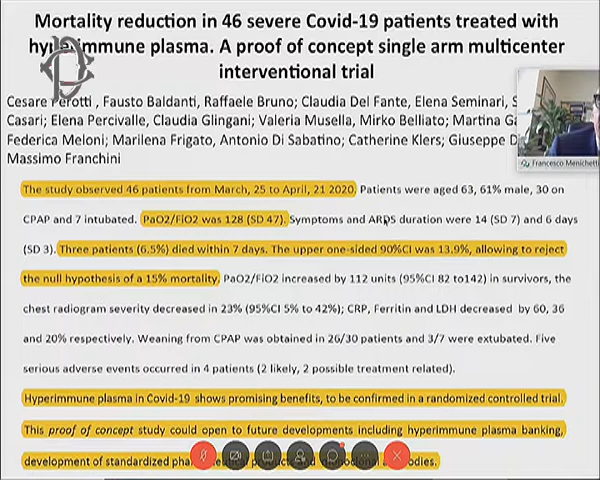 Mortality reduction in 46 severe Covid-19 patients treated with
hyperimmune plasma. A proof of concept single arm multicenter
interventional trial
Cesare Perotti , Fausto Baldanti, Raffaele Bruno; Claudia Del Fante, Elena Seminari, S
Casari; Elena Percivalle, Claudia Glingani; Valeria Musella, Mirko Belliato; Martina Ga
Federica Meloni; Marilena Frigato, Antonio Di Sabatino; Catherine Klers; Giuseppe D
Massimo Franchini
Francesco Menichetti
The study observed 46 patients from March, 25 to April, 21 2020. Patients were aged 63, 61% male, 30 on
CPAP and 7 intubated. PaO2/FiO2 was 128 (SD 47). Symptoms and ARDS duration were 14 (SD 7) and 6 days
(SD 3). Three patients (6.5%) died within 7 days. The upper one-sided 90%CI was 13.9%, allowing to reject
the null hypothesis of a 15% mortality. PaO2/FiO2 increased by 112 units (95%CI 82 to142) in survivors, the
chest radiogram severity decreased in 23% (95%CI 5% to 42%); CRP, Ferritin and LDH decreased by 60, 36
and 20% respectively. Weaning from CPAP was obtained in 26/30 patients and 3/7 were extubated. Five
serious adverse events occurred in 4 patients (2 likely, 2 possible treatment related).
Hyperimmune plasma in Covid-19 shows promising benefits, to be confirmed in a randomized controlled trial.
This proof of concept study could open to future developments including hyperimmune plasma banking,
development of standardized pha products and odies.